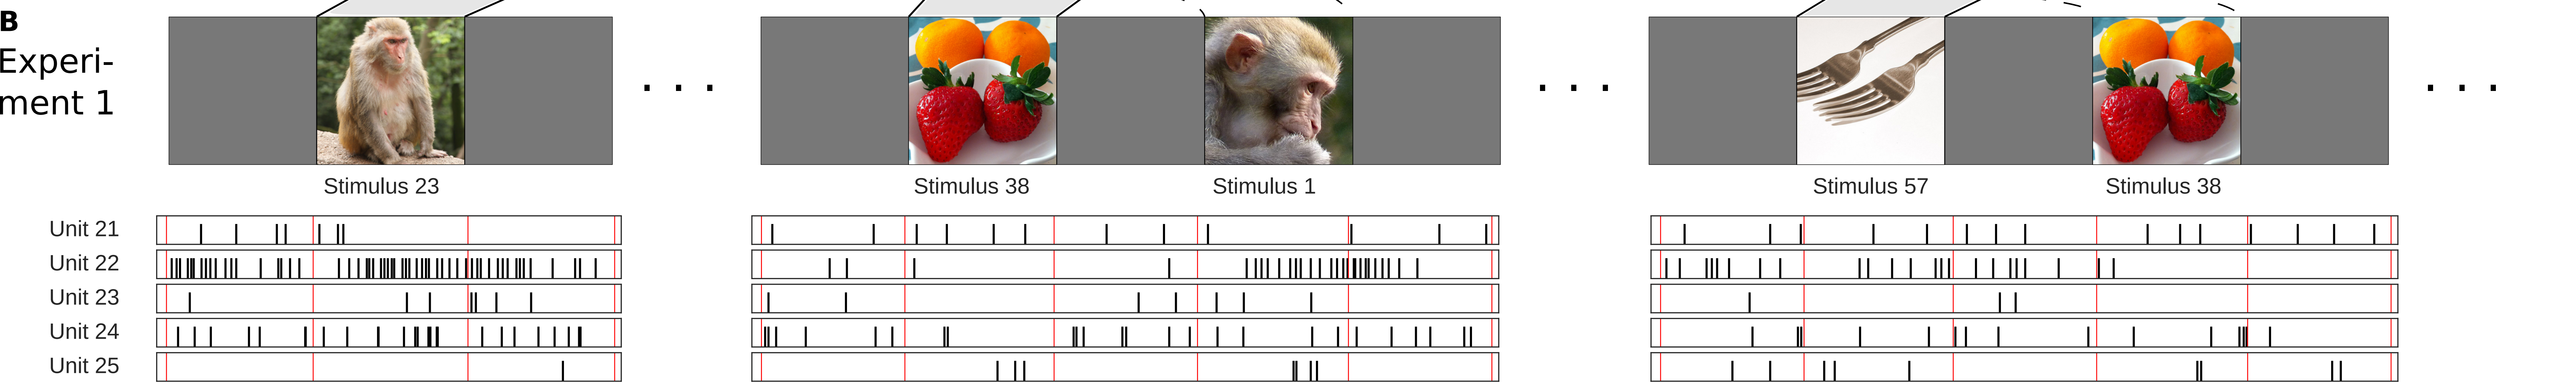 B
Experi-
ment 1
. . .
. . .
. . .
Stimulus 23
Stimulus 38
Stimulus 1
Stimulus 57
Stimulus 38
Unit 21
Unit 22
Unit 23
Unit 24
Unit 25